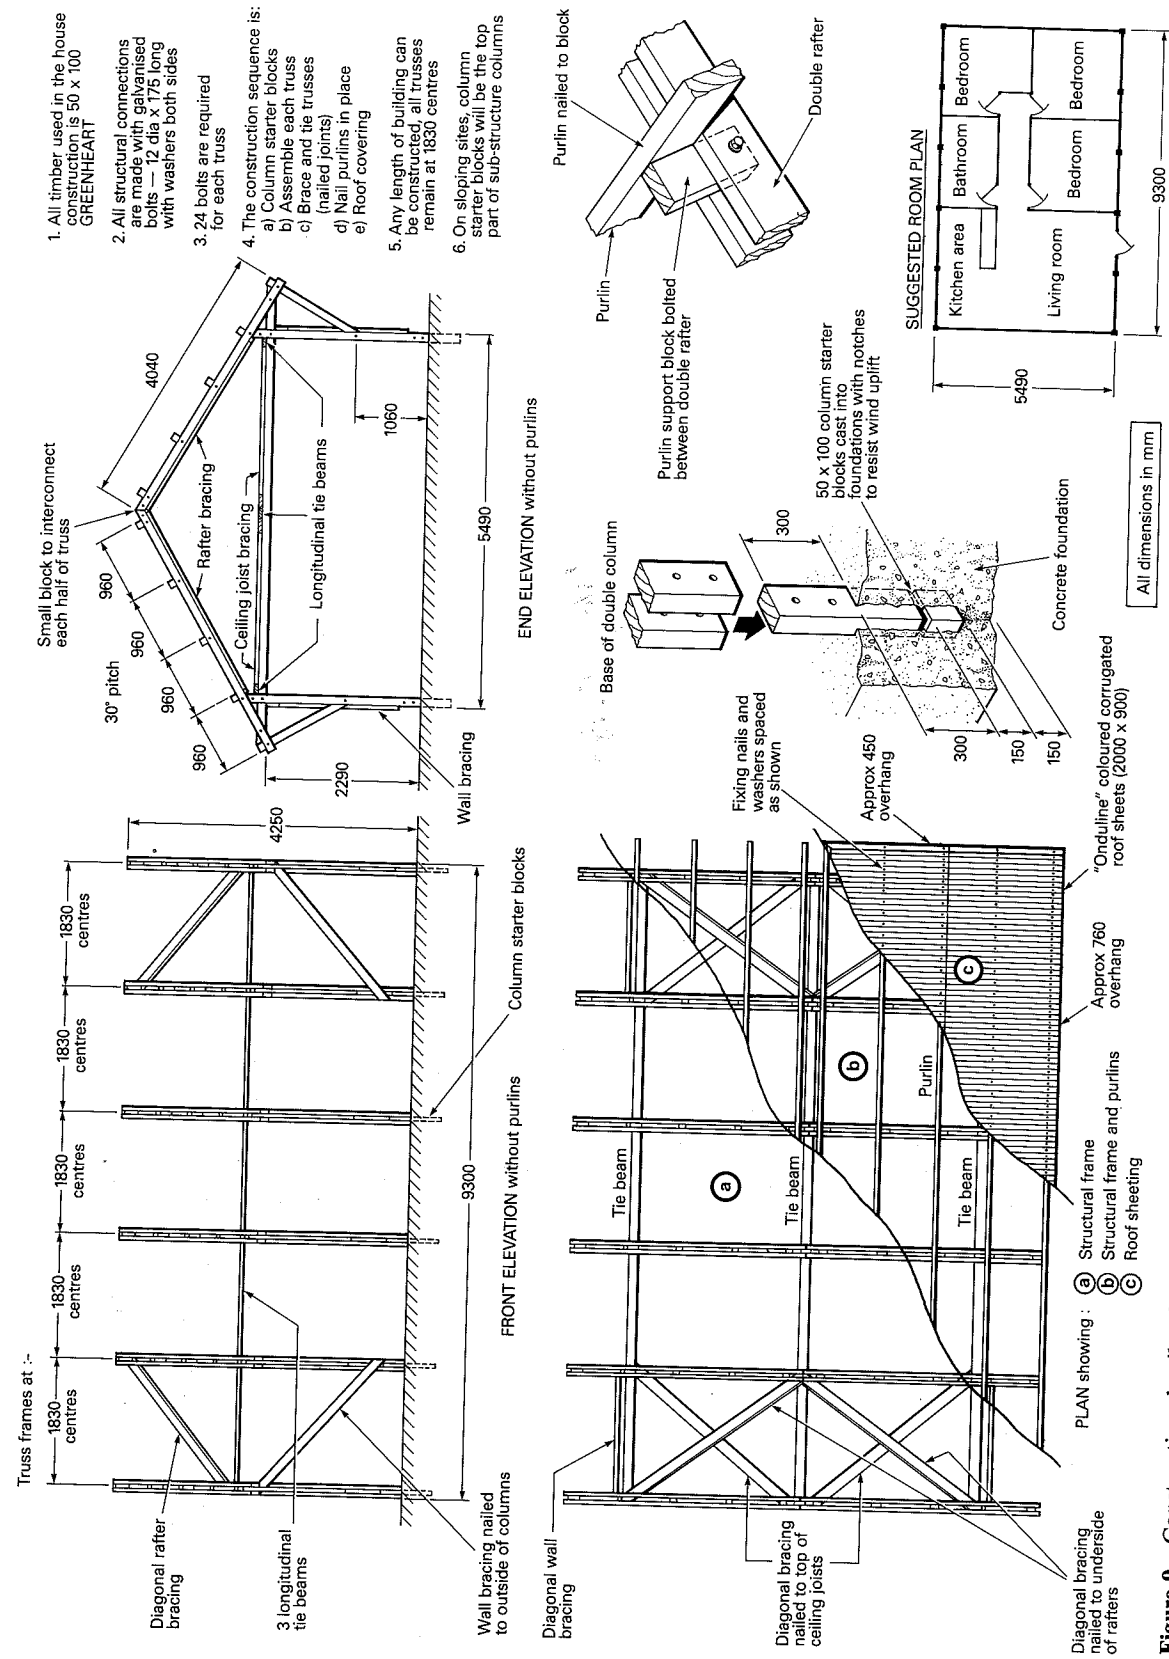 Truss frames at :-
1830
centres
1830
centres
1830
centres
1830
centres
1830
centres
4250
Diagonal rafter
bracing
3 longitudinal
tie beams
Wall bracing nailed
to outside of columns
9300
Column starter blocks
FRONT ELEVATION without purlins
Small block to interconnect
each half of truss
30° pitch
960
960
960
960
4040
Rafter bracing
Ceiling joist bracing
Longitudinal tie beams
2290
1060
5490
Wall bracing
END ELEVATION without purlins
1. All timber used in the house
construction is 50 x 100
GREENHEART
2. All structural connections
are made with galvanised
bolts — 12 dia x 175 long
with washers both sides
3. 24 bolts are required
for each truss
4. The construction sequence is:
a) Column starter blocks
b) Assemble each truss
c) Brace and tie trusses
(nailed joints)
d) Nail purlins in place
e) Roof covering
5. Any length of building can
be constructed, all trusses
remain at 1830 centres
6. On sloping sites, column
starter blocks will be the top
part of sub-structure columns
Diagonal wall
bracing
Diagonal bracing
nailed to top of
ceiling joists
Diagonal bracing
nailed to underside
of rafters
Tie beam
Tie beam
Tie beam
Purlin
a
b
c
Fixing nails and
washers spaced
as shown
Approx 450
overhang
"Onduline" coloured corrugated
roof sheets (2000 x 900)
Approx 760
overhang
PLAN showing :
a Structural frame
b Structural frame and purlins
c Roof sheeting
Base of double column
300
50 x 100 column starter
blocks cast into
foundations with notches
to resist wind uplift
300
150
150
Concrete foundation
Purlin nailed to block
Purlin
Purlin support block bolted
between double rafter
Double rafter
SUGGESTED ROOM PLAN
Kitchen area
Bathroom
Bedroom
Living room
Bedroom
Bedroom
5490
9300
All dimensions in mm